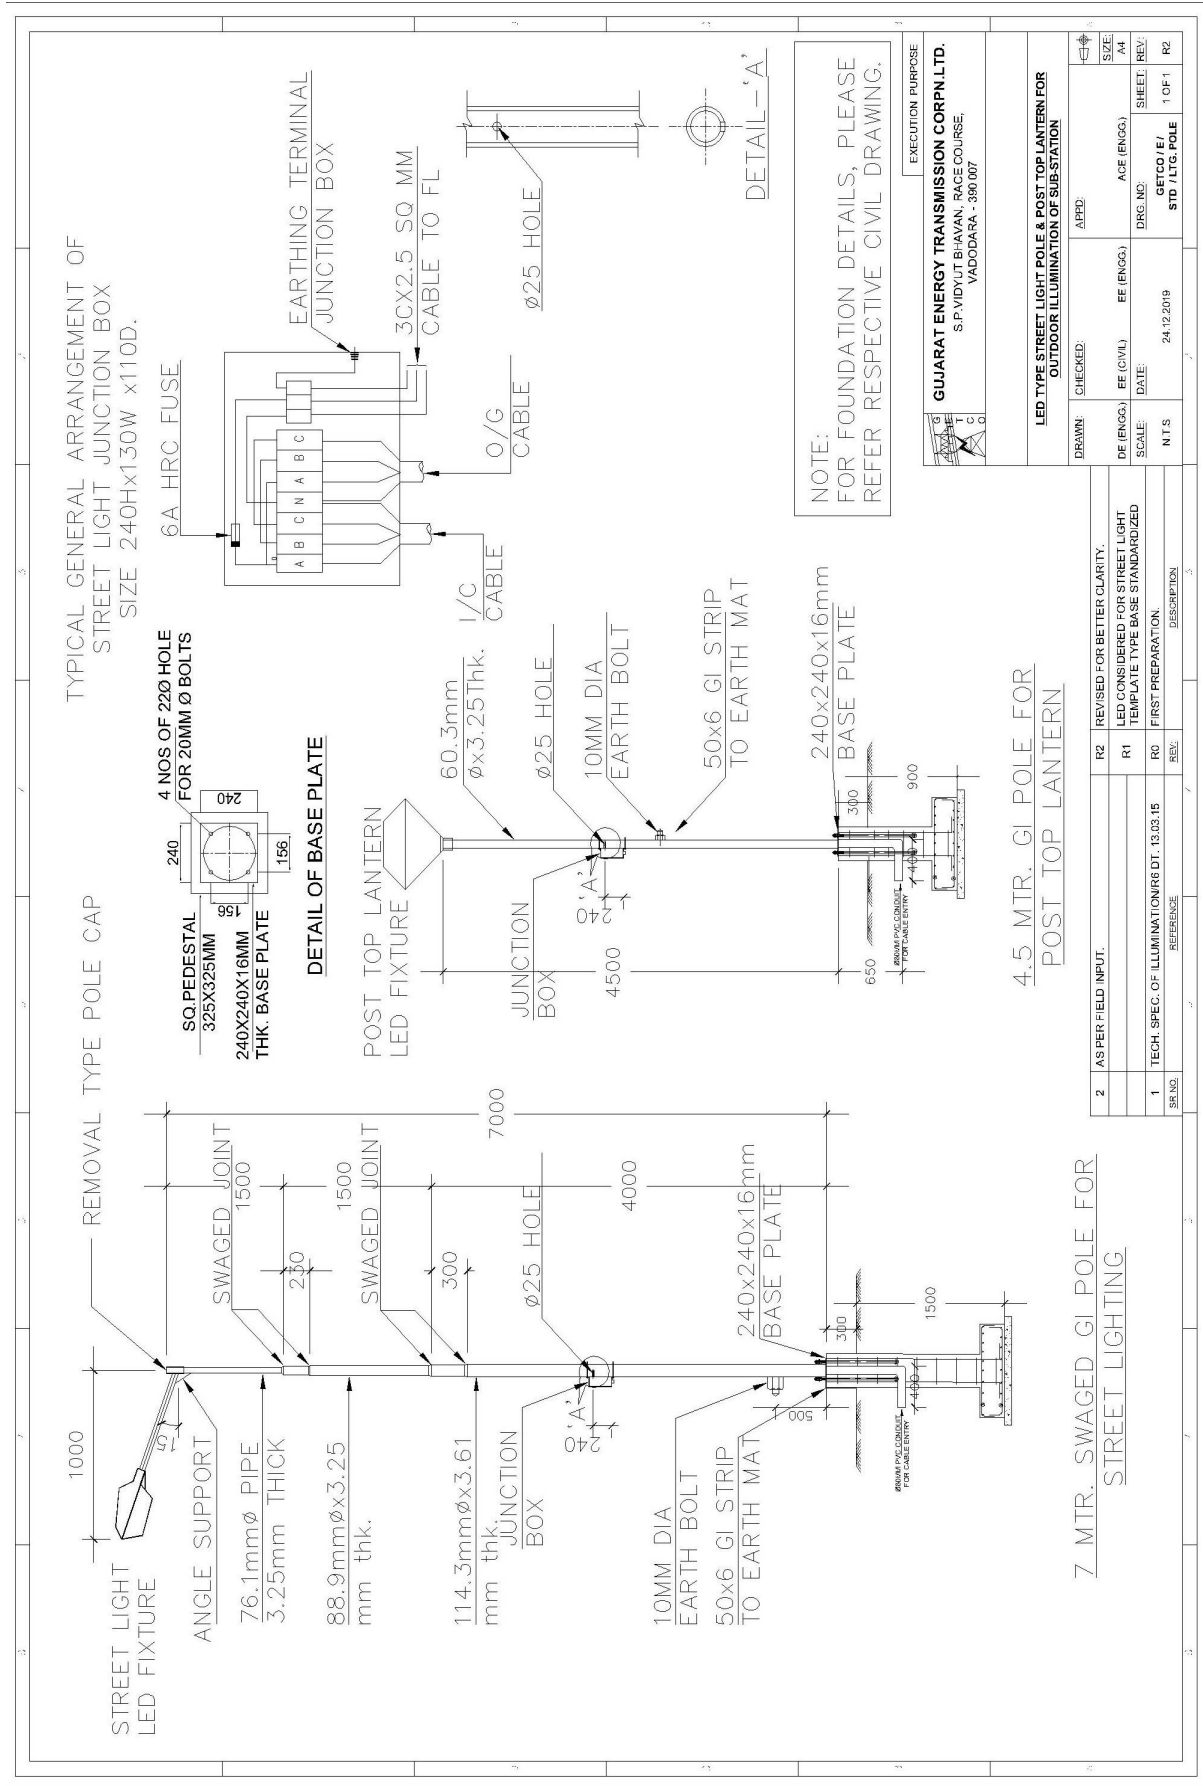 STREET LIGHT
LED FIXTURE
1000
REMOVAL TYPE POLE CAP
15
ANGLE SUPPORT
76.1mmØ PIPE
3.25mm THICK
88.9mmØx3.25
mm thk.
114.3mmØx3.61
mm thk.
SWAGED JOINT
1500
230
SWAGED JOINT
1500
300
7000
4000
Ø25 HOLE
JUNCTION
BOX
'A'
240
10MM DIA
EARTH BOLT
50x6 GI STRIP
TO EARTH MAT
500
240x240x16mm
BASE PLATE
300
1500
400
Ø80MM PVC CONDUIT
FOR CABLE ENTRY
7 MTR. SWAGED GI POLE FOR
STREET LIGHTING
SQ.PEDESTAL
325X325MM
240X240X16MM
THK. BASE PLATE
240
240
156
156
4 NOS OF 22Ø HOLE
FOR 20MM Ø BOLTS
DETAIL OF BASE PLATE
POST TOP LANTERN
LED FIXTURE
60.3mm
Øx3.25Thk.
Ø25 HOLE
JUNCTION
BOX
'A'
240
4500
10MM DIA
EARTH BOLT
50x6 GI STRIP
TO EARTH MAT
240x240x16mm
BASE PLATE
300
900
650
400
Ø80MM PVC CONDUIT
FOR CABLE ENTRY
4.5 MTR. GI POLE FOR
POST TOP LANTERN
TYPICAL GENERAL ARRANGEMENT OF
STREET LIGHT JUNCTION BOX
SIZE 240Hx130W x110D.
6A HRC FUSE
A B C N A B C
EARTHING TERMINAL
JUNCTION BOX
3CX2.5 SQ MM
CABLE TO FL
I/C
CABLE
O/G
CABLE
Ø25 HOLE
DETAIL-'A'
NOTE:
FOR FOUNDATION DETAILS, PLEASE
REFER RESPECTIVE CIVIL DRAWING.
EXECUTION PURPOSE
GETCO
GUJARAT ENERGY TRANSMISSION CORPN.LTD.
S.P.VIDYUT BHAVAN, RACE COURSE,
VADODARA - 390 007
LED TYPE STREET LIGHT POLE & POST TOP LANTERN FOR
OUTDOOR ILLUMINATION OF SUB-STATION
DRAWN: CHECKED: APPD:
DE (ENGG.) EE (CIVIL) EE (ENGG.) ACE (ENGG.)
SIZE:
A4
SCALE:
N.T.S
DATE:
24.12.2019
DRG. NO:
GETCO / E /
STD / LTG. POLE
SHEET:
1 OF 1
REV:
R2
2 AS PER FIELD INPUT.
1 TECH. SPEC. OF ILLUMINATION/R6 DT. 13.03.15
SR NO. REFERENCE
R2 REVISED FOR BETTER CLARITY.
R1 LED CONSIDERED FOR STREET LIGHT
TEMPLATE TYPE BASE STANDARDIZED
R0 FIRST PREPARATION.
REV: DESCRIPTION